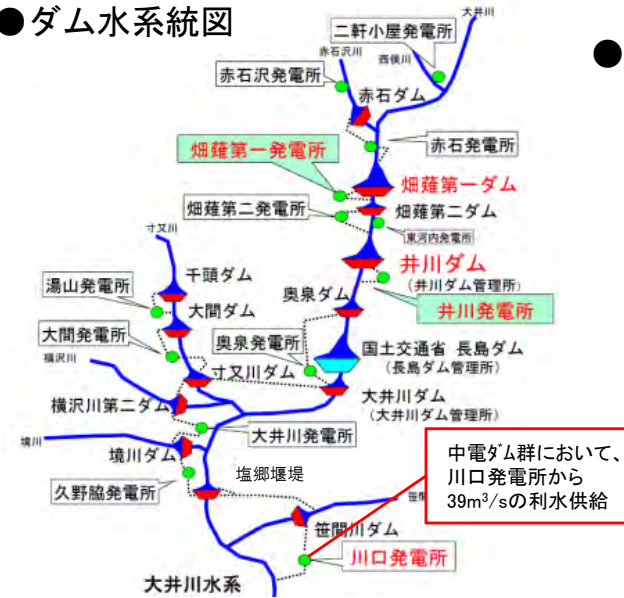 ●ダム水系統図
●
大井川
二軒小屋発電所
赤石沢川
西俣川
赤石沢発電所
赤石ダム
赤石発電所
畑薙第一発電所
畑薙第一ダム
畑薙第二発電所
畑薙第二ダム
東河内発電所
寸又川
井川ダム
(井川ダム管理所)
千頭ダム
湯山発電所
井川発電所
大間ダム
奥泉ダム
大間発電所
奥泉発電所
国土交通省 長島ダム
(長島ダム管理所)
横沢川
寸又川ダム
大井川ダム
(大井川ダム管理所)
横沢川第二ダム
大井川発電所
境川
境川ダム
塩郷堰堤
久野脇発電所
中電ダム群において、
川口発電所から
39m³/sの利水供給
笹間川ダム
川口発電所
大井川水系